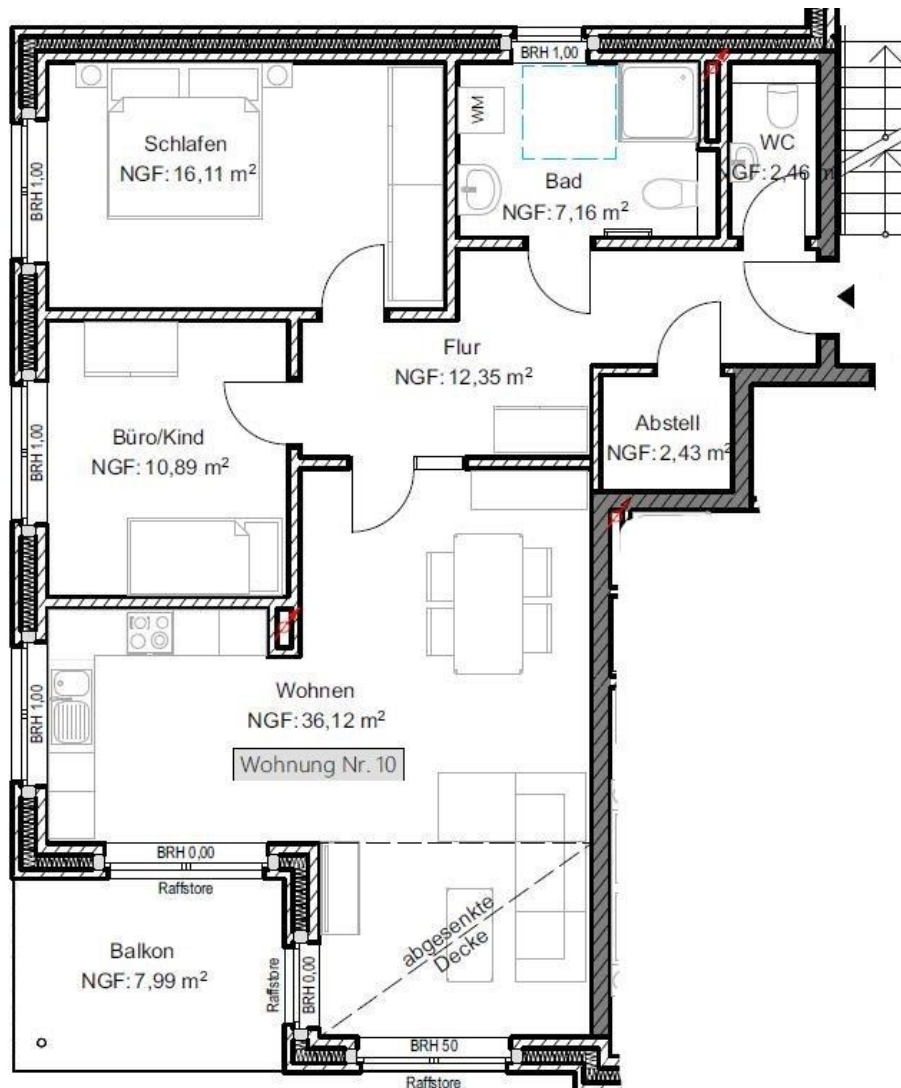 BRH 1,00
Schlafen
NGF: 16,11 m²
BRH 1,00
WM
Bad
NGF: 7,16 m²
WC
NGF: 2,46 m
Flur
NGF: 12,35 m²
Büro/Kind
NGF: 10,89 m²
BRH 1,00
Abstell
NGF: 2,43 m²
Wohnen
NGF: 36,12 m²
BRH 1,00
Wohnung Nr. 10
BRH 0,00
Raffstore
abgesenkte
Decke
Balkon
NGF: 7,99 m²
Raffstore
BRH 0,00
BRH 50
Raffstore